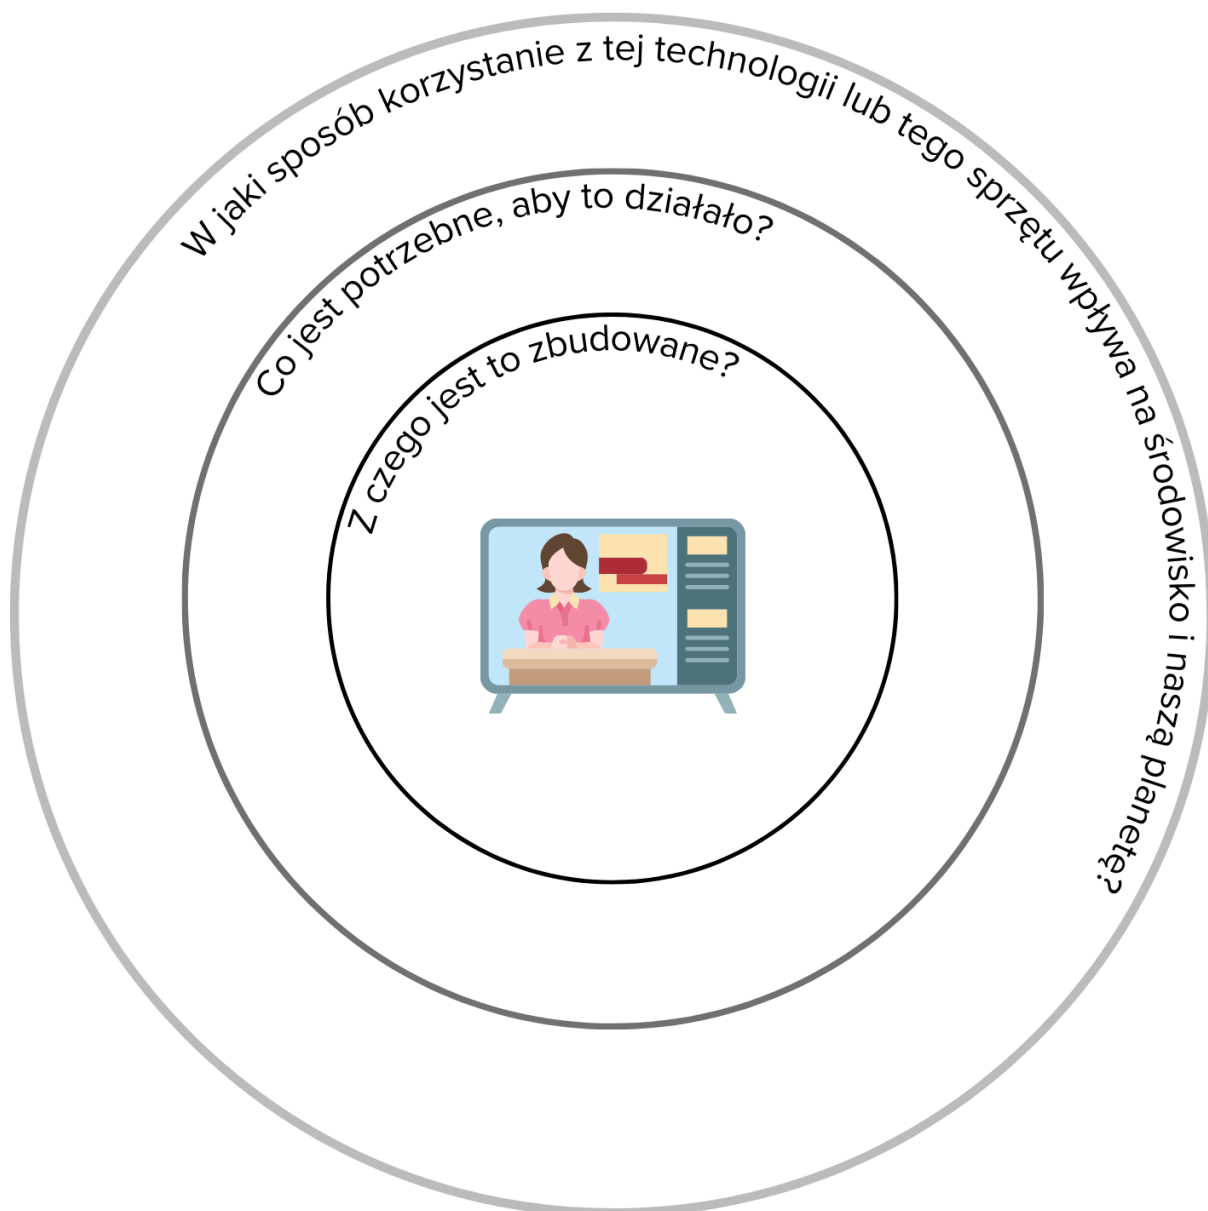 W jaki sposób korzystanie z tej technologii lub tego sprzętu wpływa na środowisko i naszą planetę?
Co jest potrzebne, aby to działało?
Z czego jest to zbudowane?